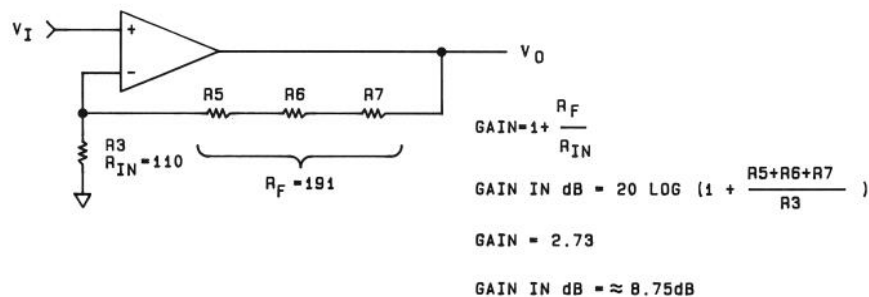 V_I
+
-
V_O
R5 R6 R7
R3
R_IN = 110
R_F = 191
GAIN=1+ R_F / R_IN
GAIN IN dB = 20 LOG (1 + R5+R6+R7 / R3 )
GAIN = 2.73
GAIN IN dB = ≈ 8.75dB